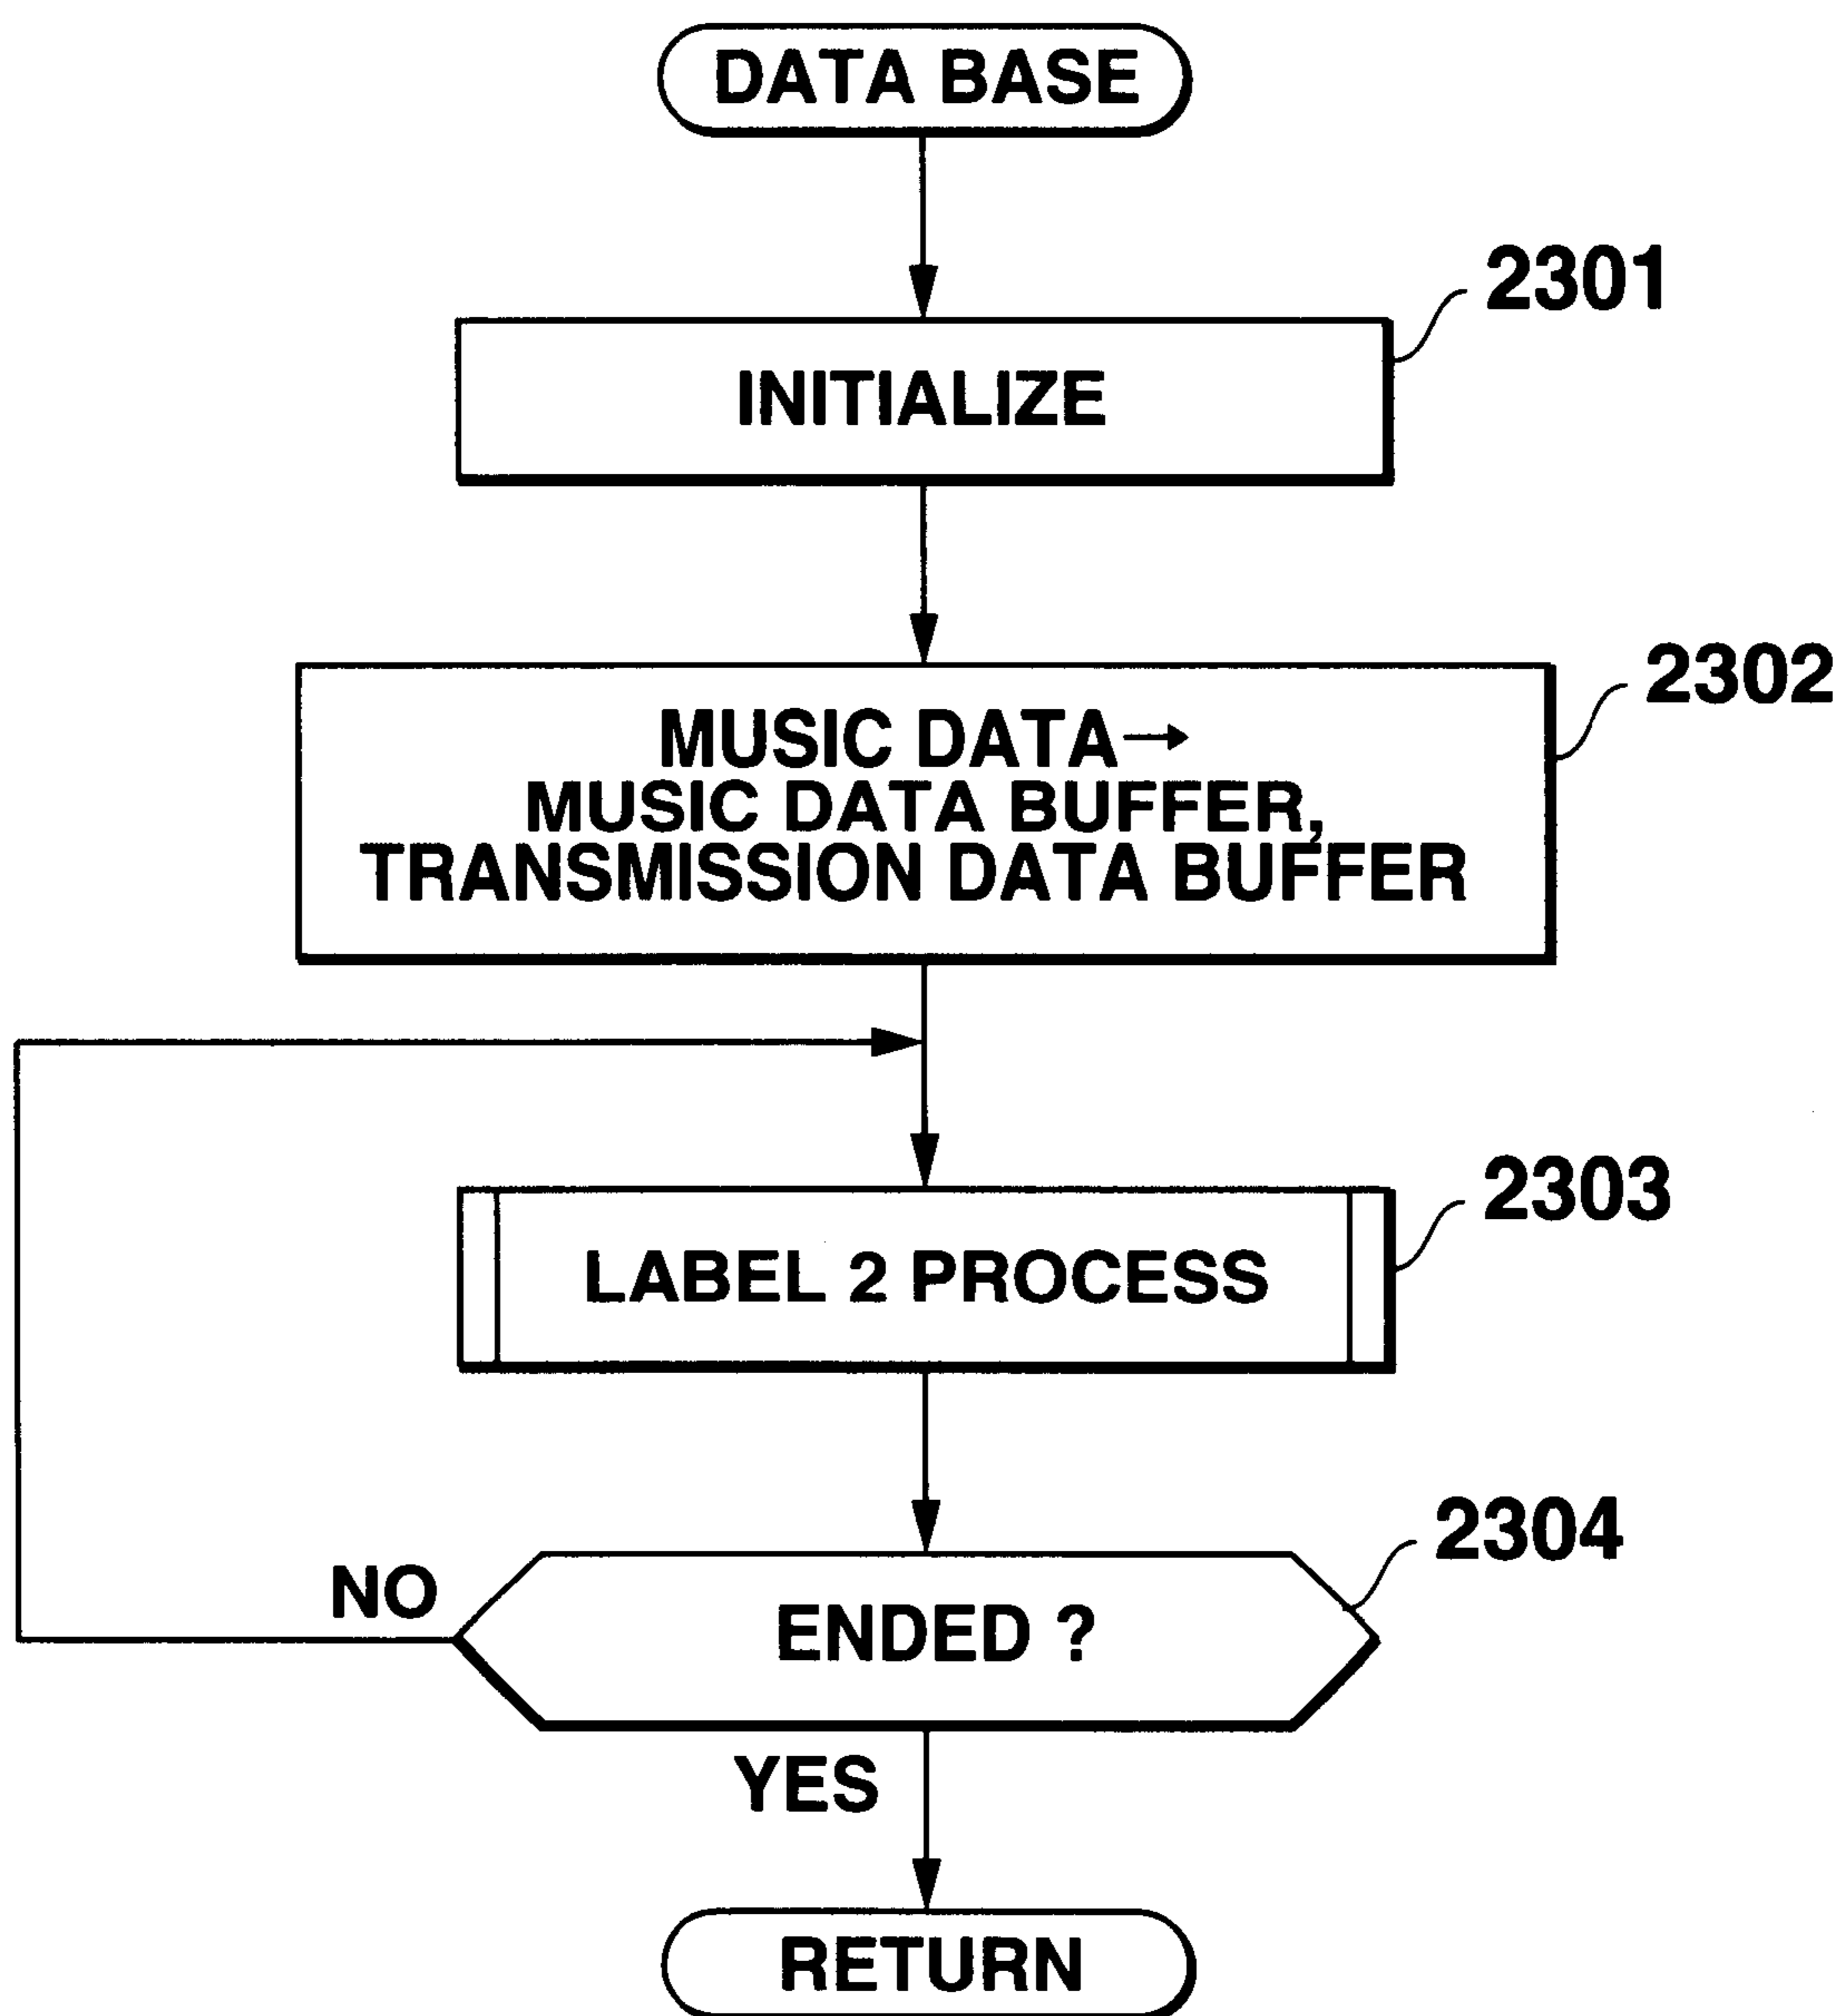 DATA BASE
2301
INITIALIZE
2302
MUSIC DATA→
MUSIC DATA BUFFER,
TRANSMISSION DATA BUFFER
2303
LABEL 2 PROCESS
2304
NO
ENDED ?
YES
RETURN